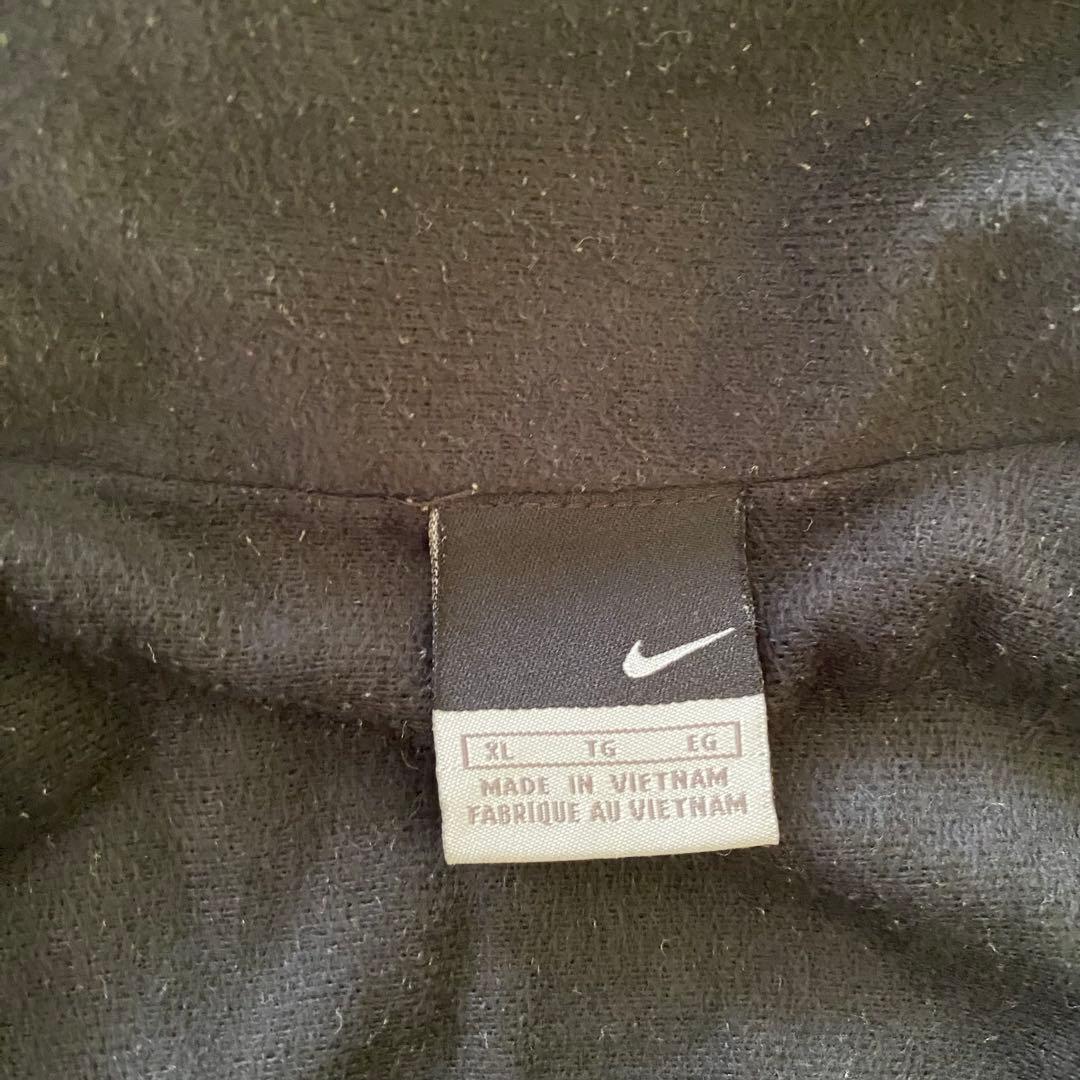 XL TG EG
MADE IN VIETNAM
FABRIQUE AU VIETNAM